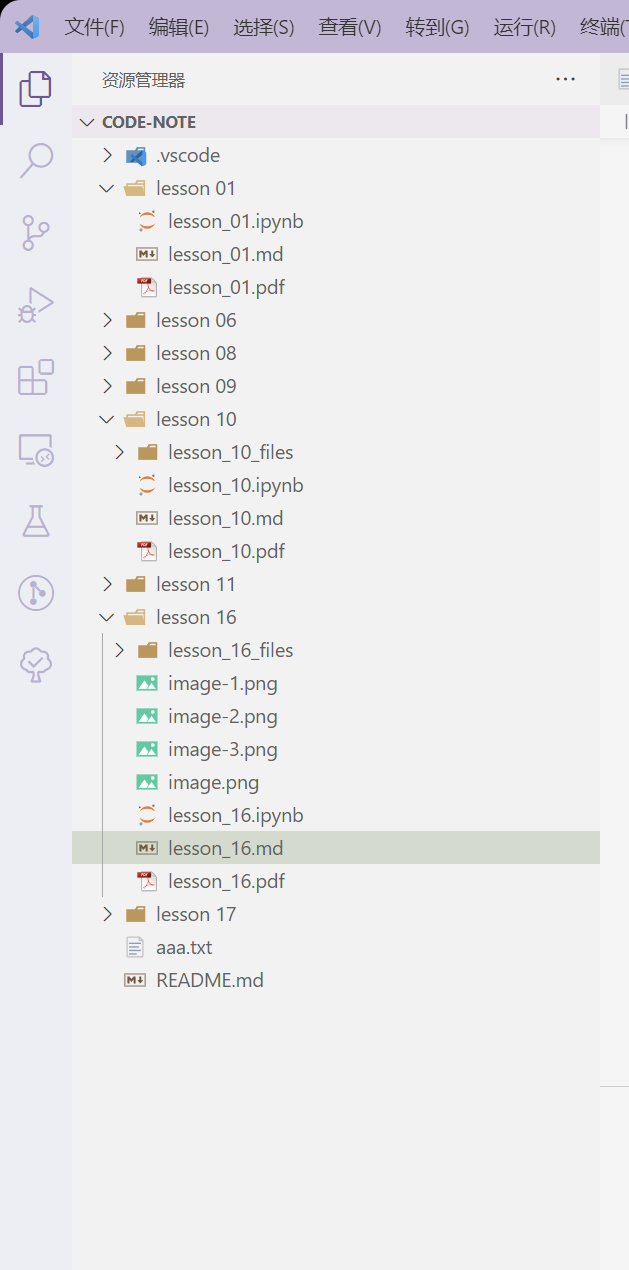 文件(F) 编辑(E) 选择(S) 查看(V) 转到(G) 运行(R) 终端(T
资源管理器 ...
CODE-NOTE
.vscode
lesson 01
lesson_01.ipynb
lesson_01.md
lesson_01.pdf
lesson 06
lesson 08
lesson 09
lesson 10
lesson_10_files
lesson_10.ipynb
lesson_10.md
lesson_10.pdf
lesson 11
lesson 16
lesson_16_files
image-1.png
image-2.png
image-3.png
image.png
lesson_16.ipynb
lesson_16.md
lesson_16.pdf
lesson 17
aaa.txt
README.md